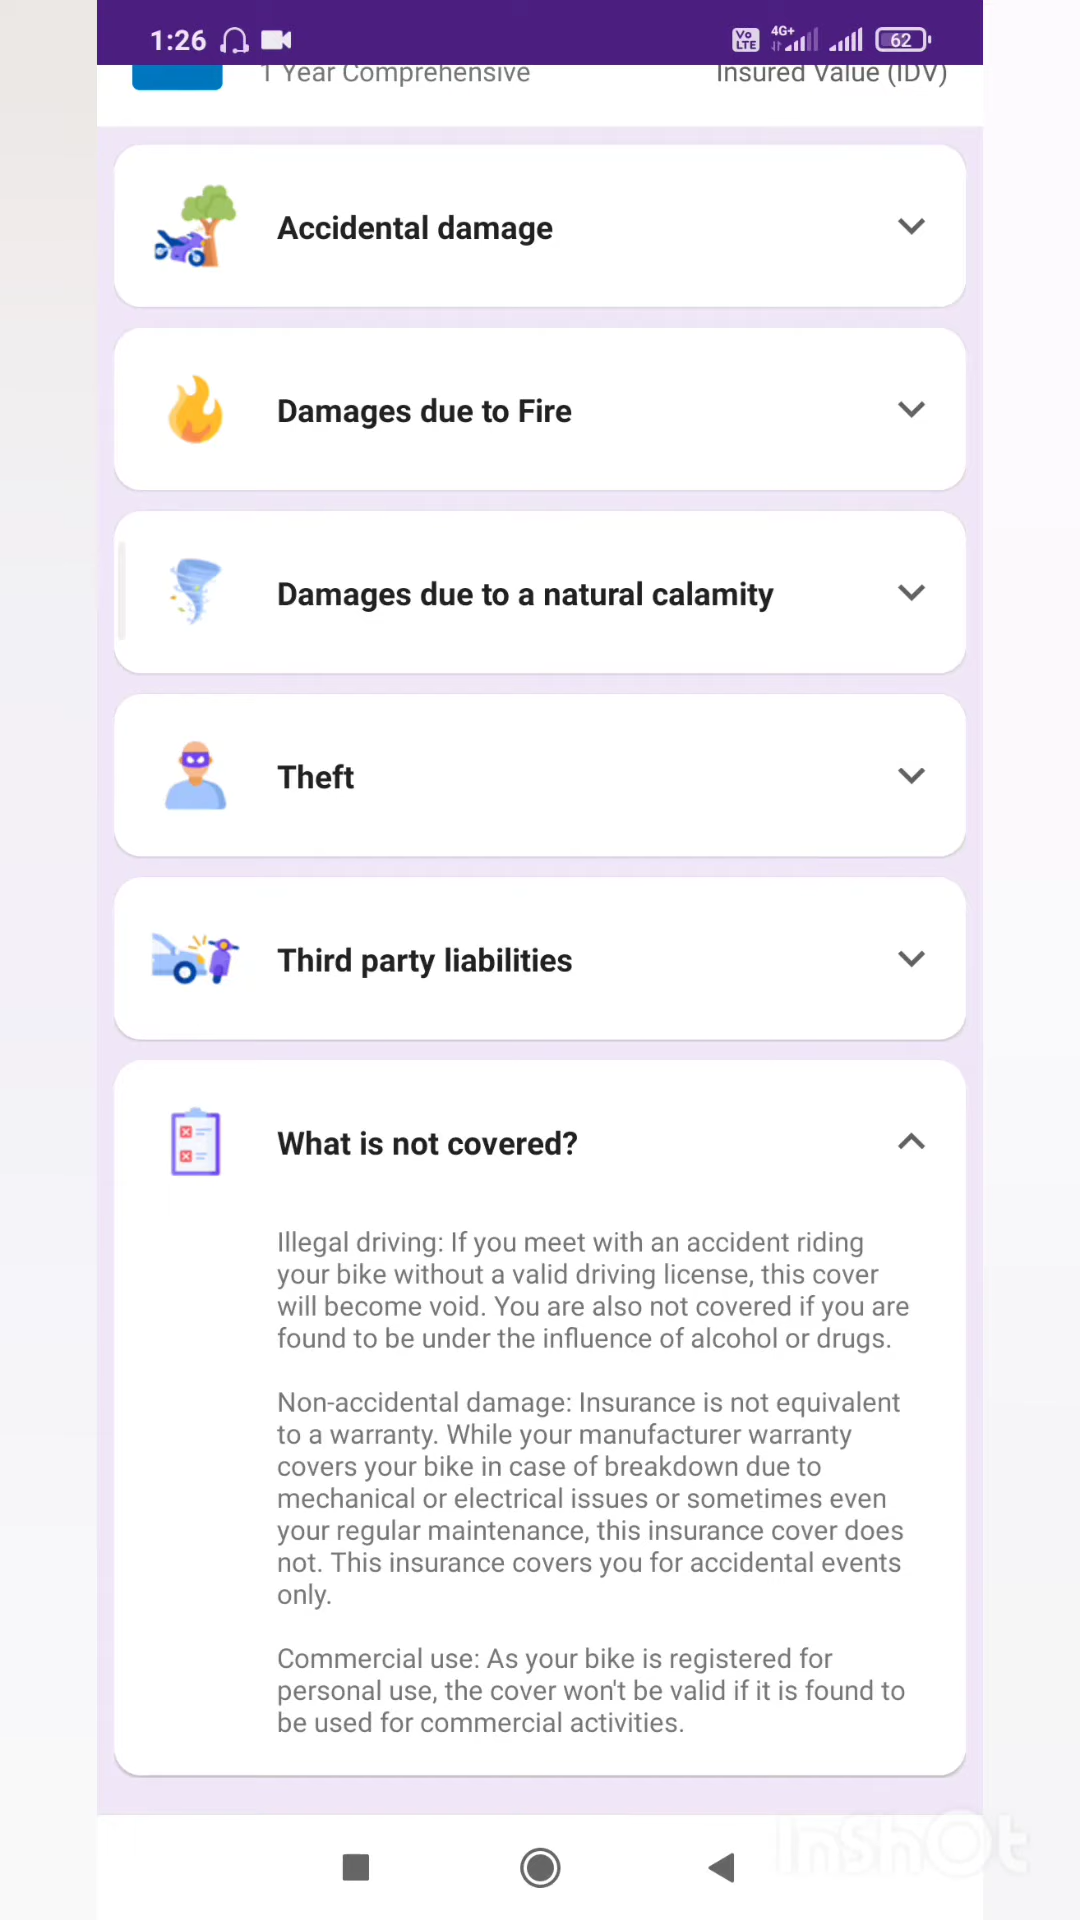 1:26
Vo LTE 4G+ 62
1 Year Comprehensive
Insured Value (IDV)
Accidental damage
Damages due to Fire
Damages due to a natural calamity
Theft
Third party liabilities
What is not covered?
Illegal driving: If you meet with an accident riding
your bike without a valid driving license, this cover
will become void. You are also not covered if you are
found to be under the influence of alcohol or drugs.
Non-accidental damage: Insurance is not equivalent
to a warranty. While your manufacturer warranty
covers your bike in case of breakdown due to
mechanical or electrical issues or sometimes even
your regular maintenance, this insurance cover does
not. This insurance covers you for accidental events
only.
Commercial use: As your bike is registered for
personal use, the cover won't be valid if it is found to
be used for commercial activities.
InShOt